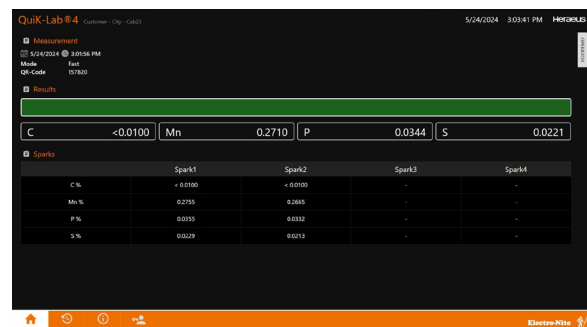 QuiK-Lab®4 Customer - City - Cab23 5/24/2024 3:03:41 PM Heraeus
OPERATOR
Measurement
5/24/2024 3:01:56 PM
Mode Fast
QR-Code 157820
Results
C <0.0100 Mn 0.2710 P 0.0344 S 0.0221
Sparks
Spark1 Spark2 Spark3 Spark4
C % < 0.0100 < 0.0100 - -
Mn % 0.2755 0.2665 - -
P % 0.0355 0.0332 - -
S % 0.0229 0.0213 - -
Electro-Nite